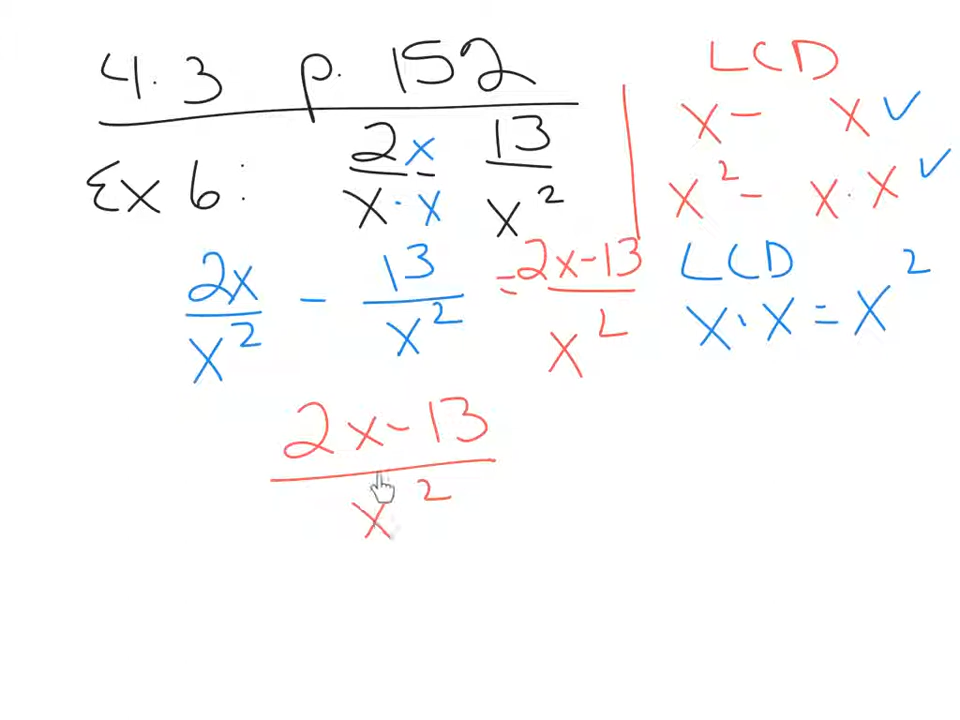 4.3 p. 152
Ex 6: 2/x · x/x − 13/x²
2x/x² − 13/x² = 2x−13/x²
2x−13/x²
LCD
x − x ✓
x² − x·x ✓
LCD
x·x = x²